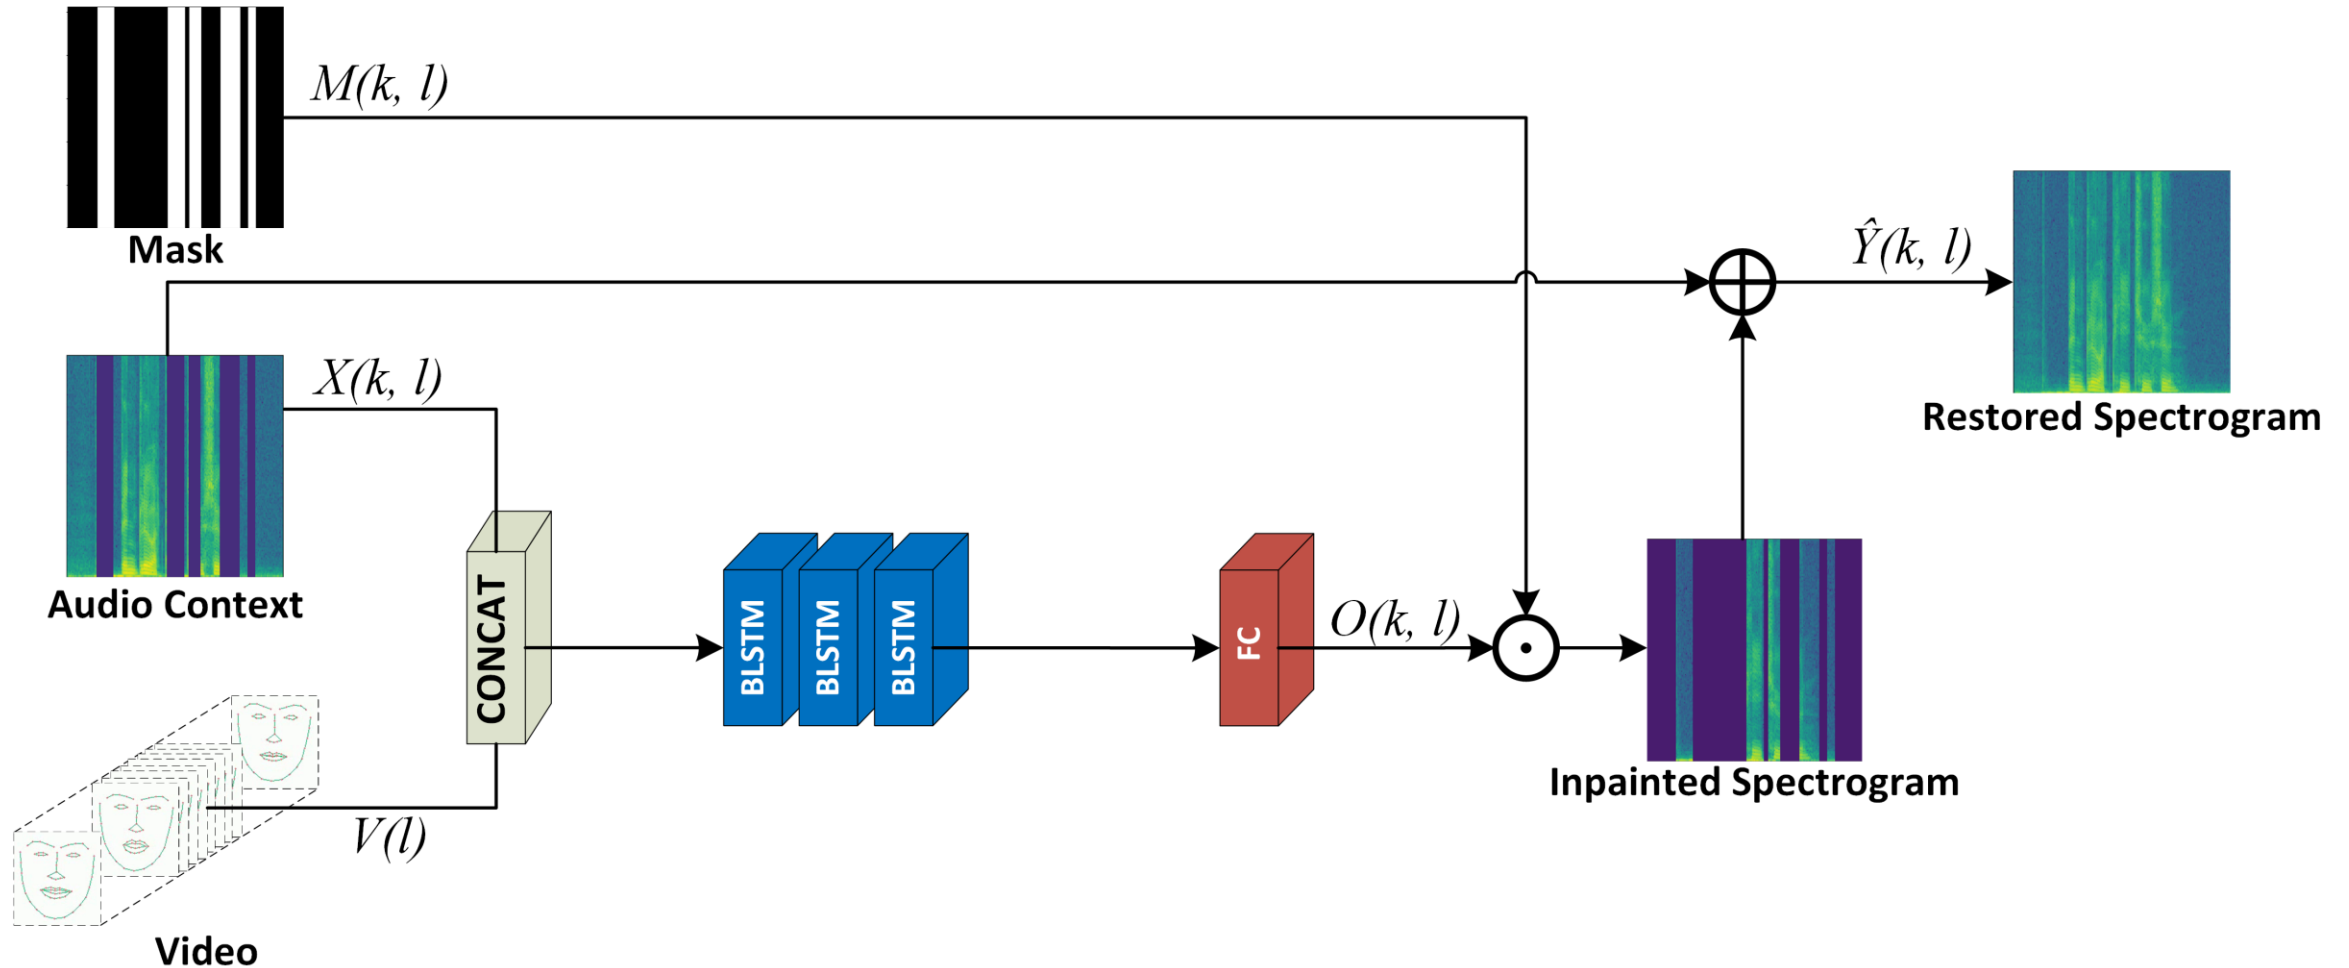 M(k, l)
Mask
Ŷ(k, l)
X(k, l)
Restored Spectrogram
Audio Context
CONCAT
BLSTM
BLSTM
BLSTM
FC
O(k, l)
Inpainted Spectrogram
V(l)
Video